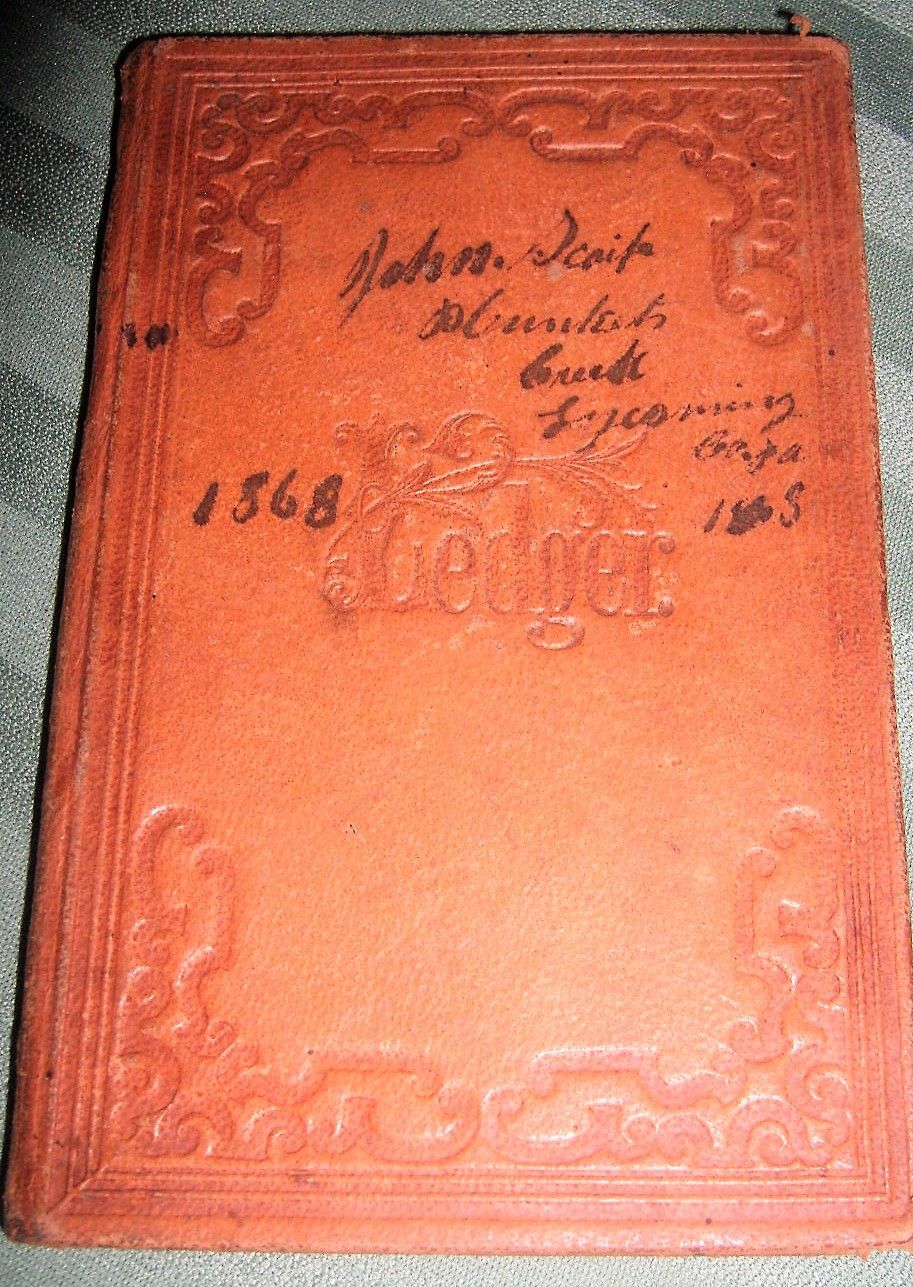 John
Plunkets
Creek
Lycoming
Co. pa
1868
Ledger.